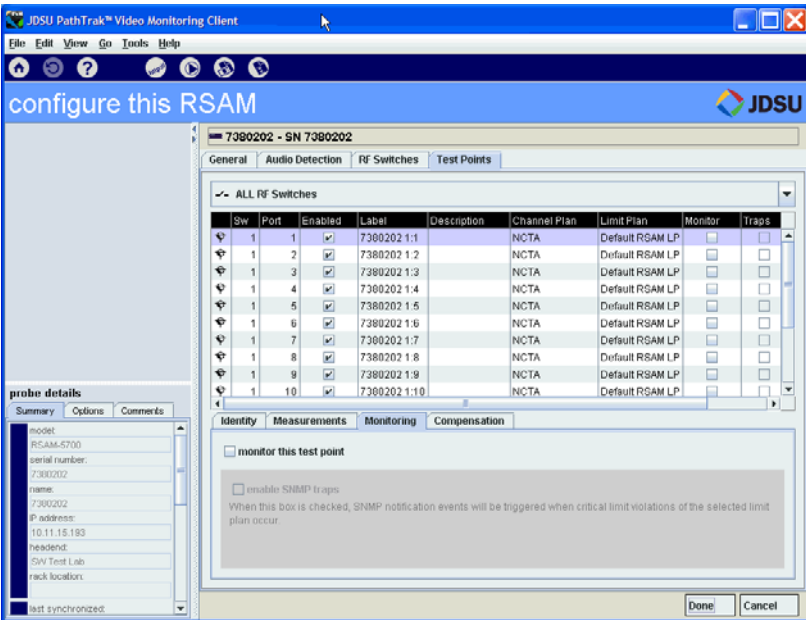 JDSU PathTrak™ Video Monitoring Client
File Edit View Go Tools Help
configure this RSAM
JDSU
7380202 - SN 7380202
General Audio Detection RF Switches Test Points
ALL RF Switches
Sw Port Enabled Label Description Channel Plan Limit Plan Monitor Traps
1 1 7380202 1:1 NCTA Default RSAM LP
1 2 7380202 1:2 NCTA Default RSAM LP
1 3 7380202 1:3 NCTA Default RSAM LP
1 4 7380202 1:4 NCTA Default RSAM LP
1 5 7380202 1:5 NCTA Default RSAM LP
1 6 7380202 1:6 NCTA Default RSAM LP
1 7 7380202 1:7 NCTA Default RSAM LP
1 8 7380202 1:8 NCTA Default RSAM LP
1 9 7380202 1:9 NCTA Default RSAM LP
1 10 7380202 1:10 NCTA Default RSAM LP
probe details
Summary Options Comments
model:
RSAM-5700
serial number:
7380202
name:
7380202
IP address:
10.11.15.193
headend:
SW Test Lab
rack location:
last synchronized:
Identity Measurements Monitoring Compensation
monitor this test point
enable SNMP traps
When this box is checked, SNMP notification events will be triggered when critical limit violations of the selected limit
plan occur.
Done Cancel